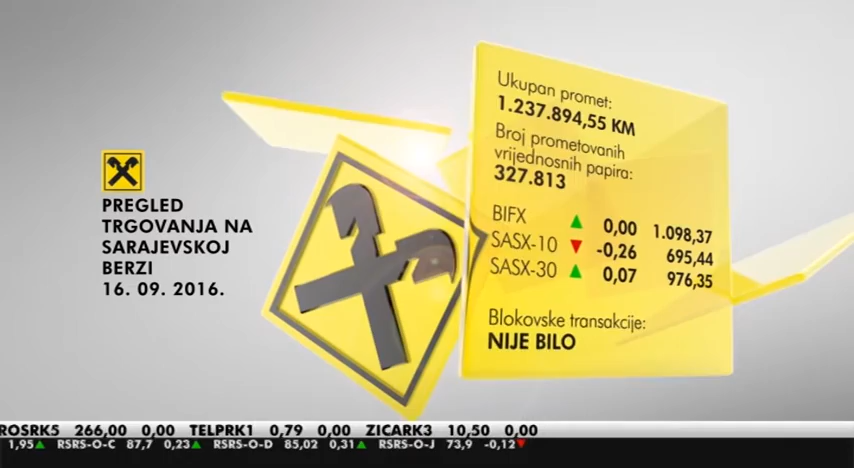 PREGLED
TRGOVANJA NA
SARAJEVSKOJ
BERZI
16. 09. 2016.
Ukupan promet:
1.237.894,55 KM
Broj prometovanih
vrijednosnih papira:
327.813
BIFX ▲ 0,00 1.098,37
SASX-10 ▼ -0,26 695,44
SASX-30 ▲ 0,07 976,35
Blokovske transakcije:
NIJE BILO
ROSRK5 266,00 0,00 TELPRK1 0,79 0,00 ZICARK3 10,50 0,00
1,95▲ RSRS-O-C 87,7 0,23▲ RSRS-O-D 85,02 0,31▲ RSRS-O-J 73,9 -0,12▼